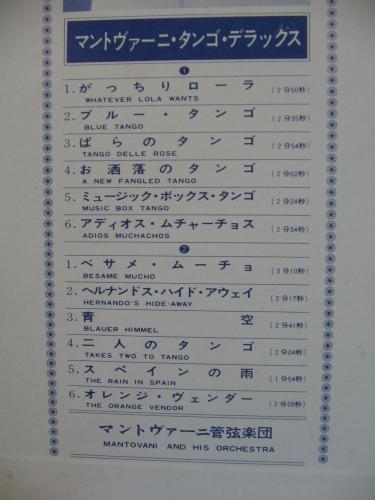 マントヴァーニ・タンゴ・デラックス
❶
1. がっちりローラ (2分50秒)
WHATEVER LOLA WANTS
2. ブルー・タンゴ (2分35秒)
BLUE TANGO
3. ばらのタンゴ (2分54秒)
TANGO DELLE ROSE
4. お洒落のタンゴ (2分02秒)
A NEW FANGLED TANGO
5. ミュージック・ボックス・タンゴ (2分24秒)
MUSIC BOX TANGO
6. アディオス・ムチャーチョス (2分34秒)
ADIOS MUCHACHOS
❷
1. ベサメ・ムーチョ (3分10秒)
BESAME MUCHO
2. ヘルナンドス・ハイド・アウェイ (2分17秒)
HERNANDO'S HIDE-AWAY
3. 青空 (2分41秒)
BLAUER HIMMEL
4. 二人のタンゴ (2分04秒)
TAKES TWO TO TANGO
5. スペインの雨 (1分54秒)
THE RAIN IN SPAIN
6. オレンジ・ヴェンダー (2分28秒)
THE ORANGE VENDOR
マントヴァーニ管弦楽団
MANTOVANI AND HIS ORCHESTRA